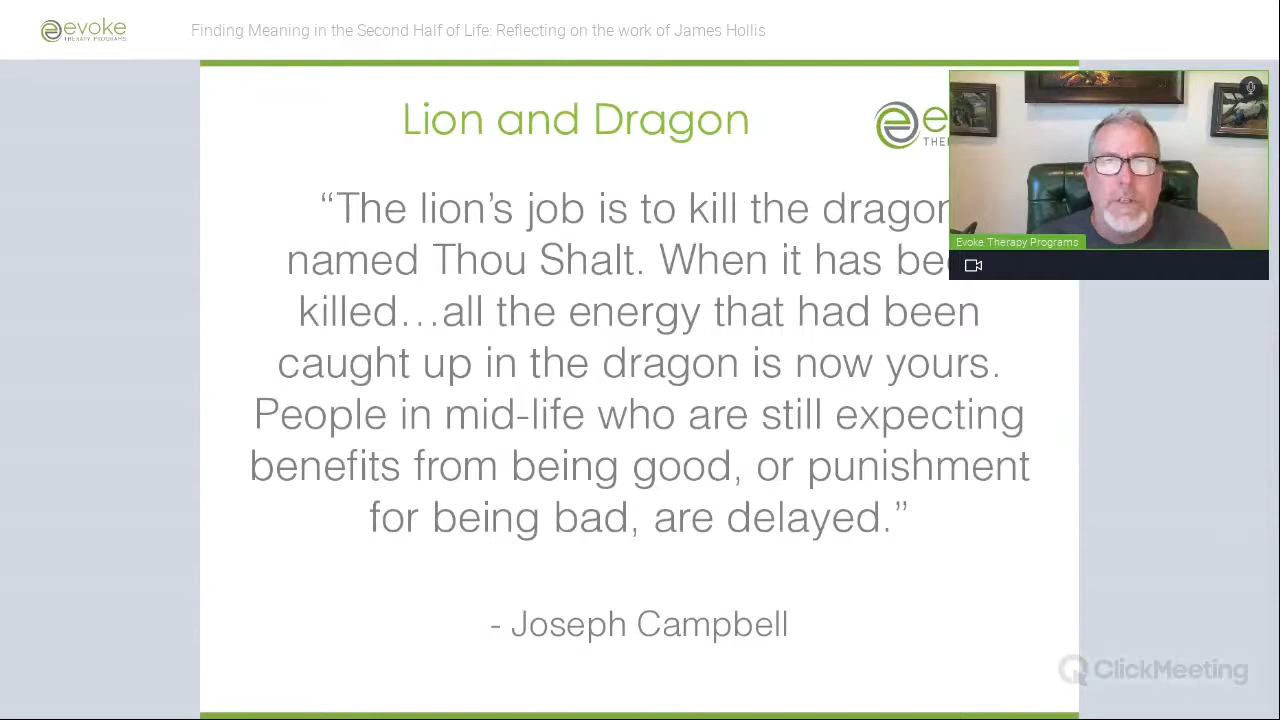 evoke
THERAPY PROGRAMS
Finding Meaning in the Second Half of Life: Reflecting on the work of James Hollis
Lion and Dragon
“The lion’s job is to kill the dragon
named Thou Shalt. When it has be
killed…all the energy that had been
caught up in the dragon is now yours.
People in mid-life who are still expecting
benefits from being good, or punishment
for being bad, are delayed.”
- Joseph Campbell
Evoke Therapy Programs
ClickMeeting